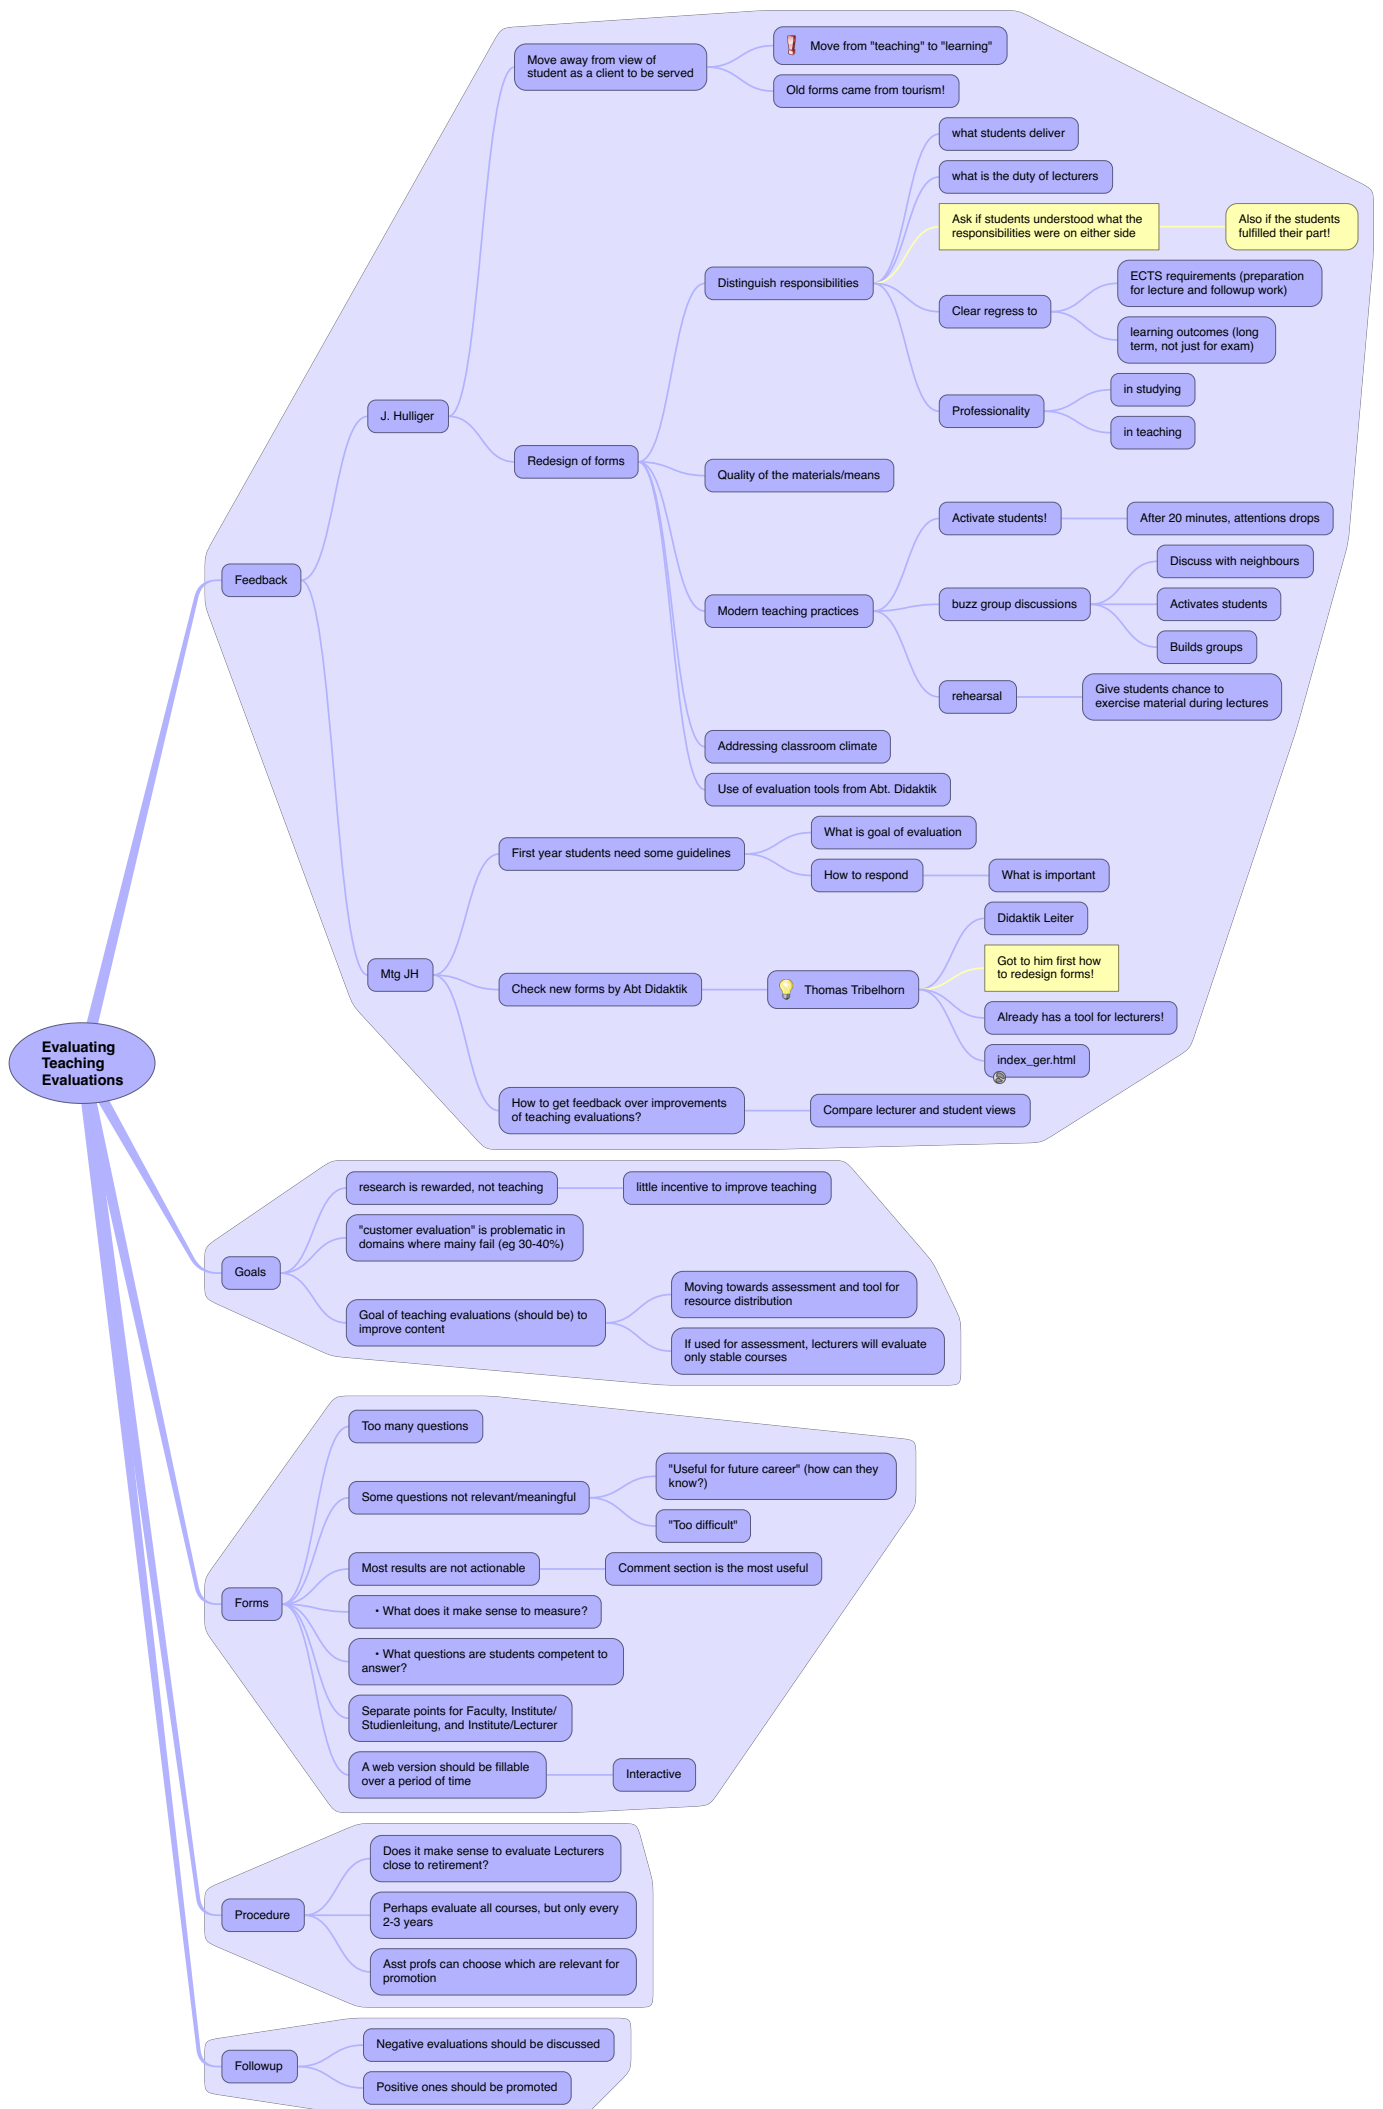 Move away from view of
student as a client to be served
Move from "teaching" to "learning"
Old forms came from tourism!
what students deliver
what is the duty of lecturers
Ask if students understood what the
responsibilities were on either side
Also if the students
fulfilled their part!
Distinguish responsibilities
Clear regress to
ECTS requirements (preparation
for lecture and followup work)
learning outcomes (long
term, not just for exam)
Professionality
in studying
in teaching
J. Hulliger
Redesign of forms
Quality of the materials/means
Activate students!
After 20 minutes, attentions drops
Modern teaching practices
buzz group discussions
Discuss with neighbours
Activates students
Builds groups
rehearsal
Give students chance to
exercise material during lectures
Addressing classroom climate
Use of evaluation tools from Abt. Didaktik
Feedback
First year students need some guidelines
What is goal of evaluation
How to respond
What is important
Mtg JH
Check new forms by Abt Didaktik
Thomas Tribelhorn
Didaktik Leiter
Got to him first how
to redesign forms!
Already has a tool for lecturers!
index_ger.html
How to get feedback over improvements
of teaching evaluations?
Compare lecturer and student views
Evaluating
Teaching
Evaluations
Goals
research is rewarded, not teaching
little incentive to improve teaching
"customer evaluation" is problematic in
domains where mainy fail (eg 30-40%)
Goal of teaching evaluations (should be) to
improve content
Moving towards assessment and tool for
resource distribution
If used for assessment, lecturers will evaluate
only stable courses
Forms
Too many questions
Some questions not relevant/meaningful
"Useful for future career" (how can they
know?)
"Too difficult"
Most results are not actionable
Comment section is the most useful
• What does it make sense to measure?
• What questions are students competent to
answer?
Separate points for Faculty, Institute/
Studienleitung, and Institute/Lecturer
A web version should be fillable
over a period of time
Interactive
Procedure
Does it make sense to evaluate Lecturers
close to retirement?
Perhaps evaluate all courses, but only every
2-3 years
Asst profs can choose which are relevant for
promotion
Followup
Negative evaluations should be discussed
Positive ones should be promoted